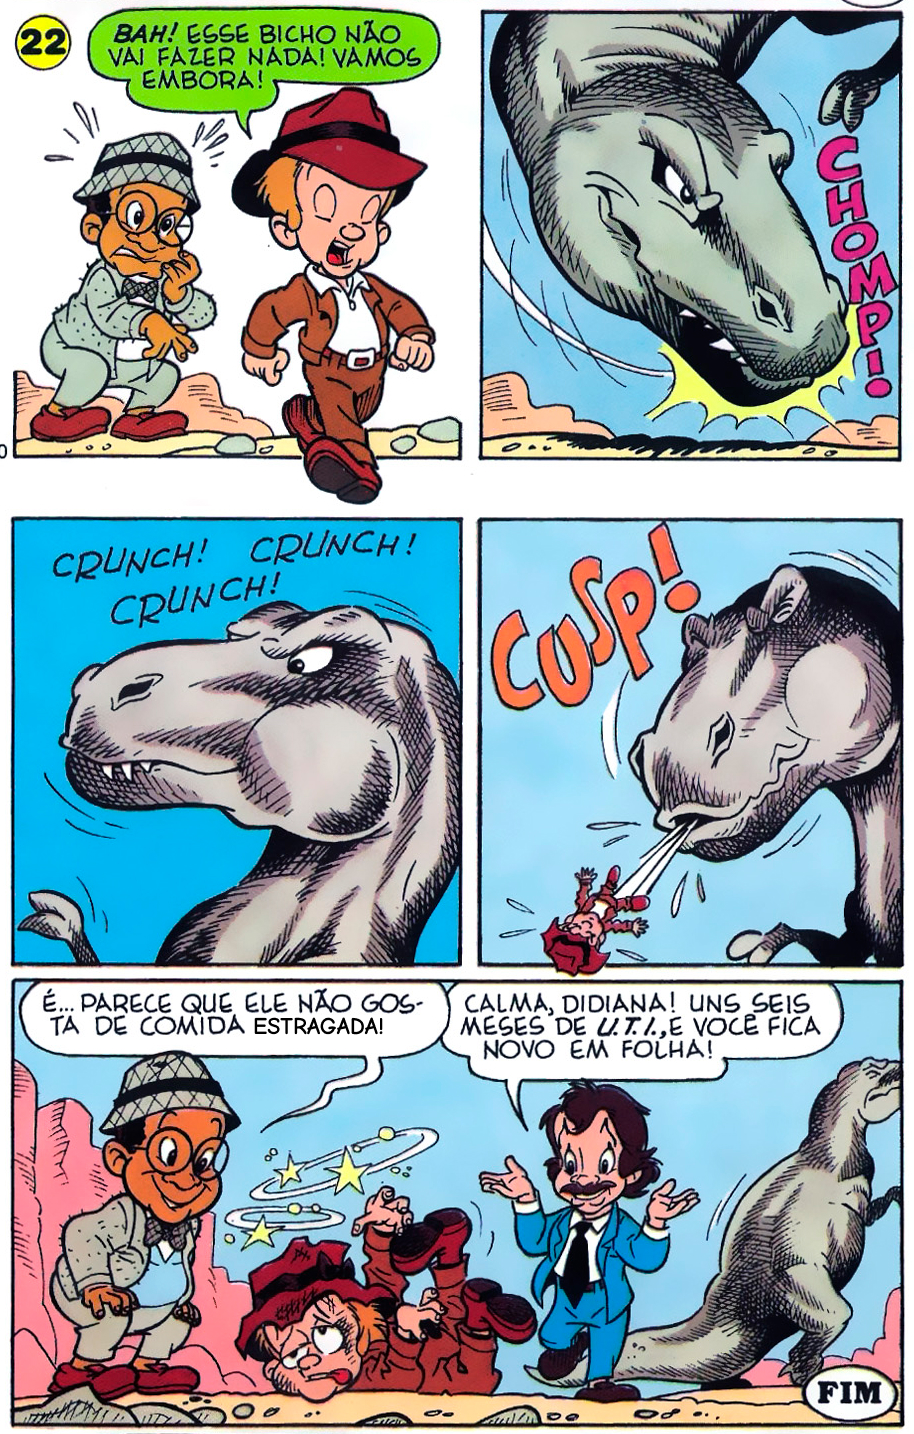 22
BAH! ESSE BICHO NÃO
VAI FAZER NADA! VAMOS
EMBORA!
CHOMP!
CRUNCH! CRUNCH!
CRUNCH!
CUSP!
É... PARECE QUE ELE NÃO GOS-
TA DE COMIDA ESTRAGADA!
CALMA, DIDIANA! UNS SEIS
MESES DE U.T.I., E VOCÊ FICA
NOVO EM FOLHA!
FIM